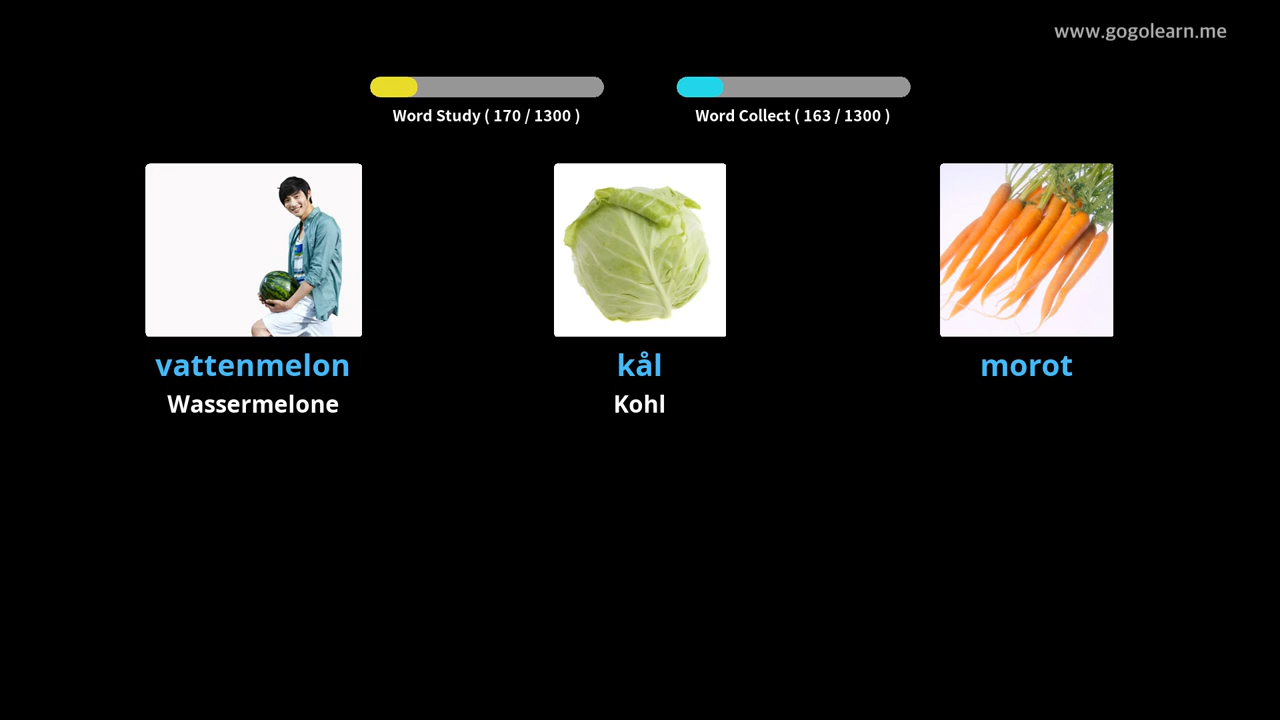 www.gogolearn.me
Word Study ( 170 / 1300 )
Word Collect ( 163 / 1300 )
vattenmelon
Wassermelone
kål
Kohl
morot